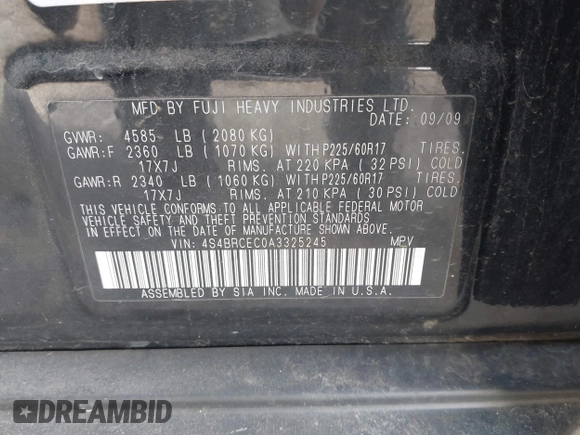 MFD BY FUJI HEAVY INDUSTRIES LTD.
DATE: 09/09
GVWR: 4585 LB (2080 KG)
GAWR:F 2360 LB (1070 KG) WITH P225/60R17 TIRES.
17X7J RIMS. AT 220 KPA (32 PSI) COLD
GAWR:R 2340 LB (1060 KG) WITH P225/60R17 TIRES.
17X7J RIMS. AT 210 KPA (30 PSI) COLD
THIS VEHICLE CONFORMS TO ALL APPLICABLE FEDERAL MOTOR
VEHICLE SAFETY AND THEFT PREVENTION STANDARDS
IN EFFECT ON THE DATE OF MANUFACTURE SHOWN ABOVE.
VIN: 4S4BRCEC0A3325245 MPV
ASSEMBLED BY SIA INC. MADE IN U.S.A.
DREAMBID